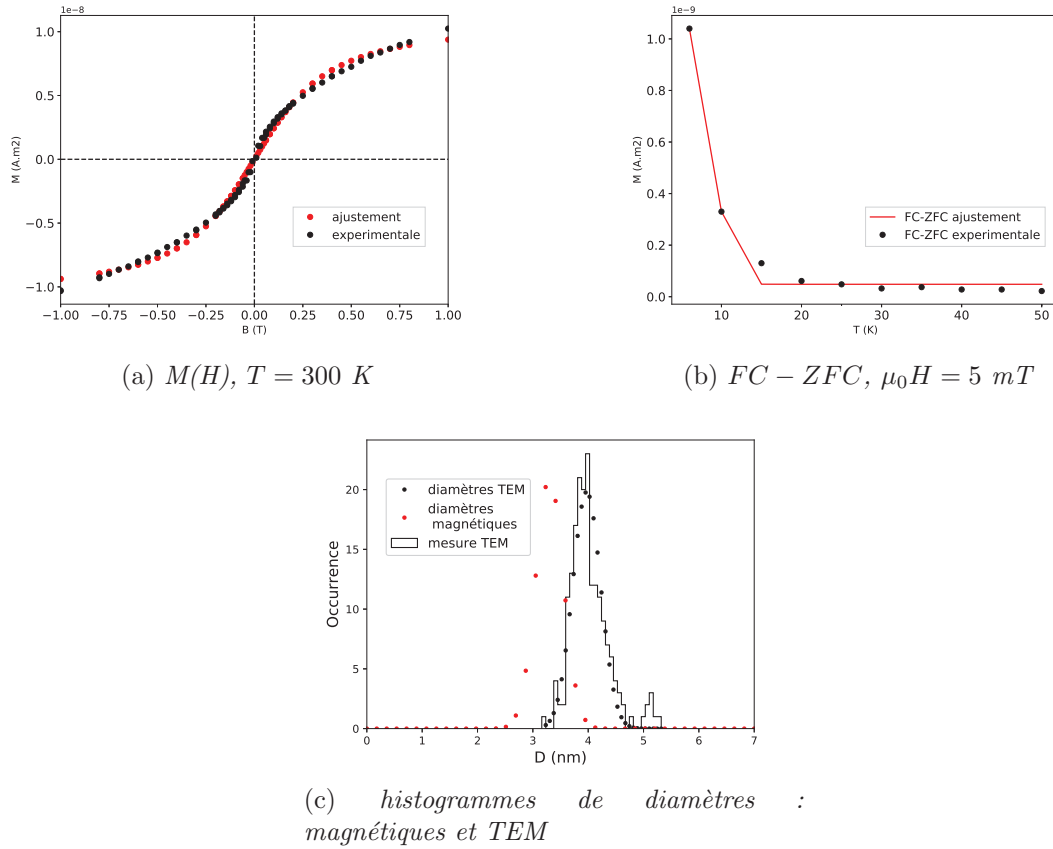 1e−8
1.0
0.5
0.0
−0.5
−1.0
M (A.m2)
ajustement
experimentale
−1.00 −0.75 −0.50 −0.25 0.00 0.25 0.50 0.75 1.00
B (T)
(a) M(H), T = 300 K
1e−9
1.0
0.8
0.6
0.4
0.2
0.0
M (A.m2)
FC-ZFC ajustement
FC-ZFC experimentale
10 20 30 40 50
T (K)
(b) FC − ZFC, μ0H = 5 mT
20
15
10
5
0
Occurrence
diamètres TEM
diamètres
magnétiques
mesure TEM
0 1 2 3 4 5 6 7
D (nm)
(c) histogrammes de diamètres :
magnétiques et TEM